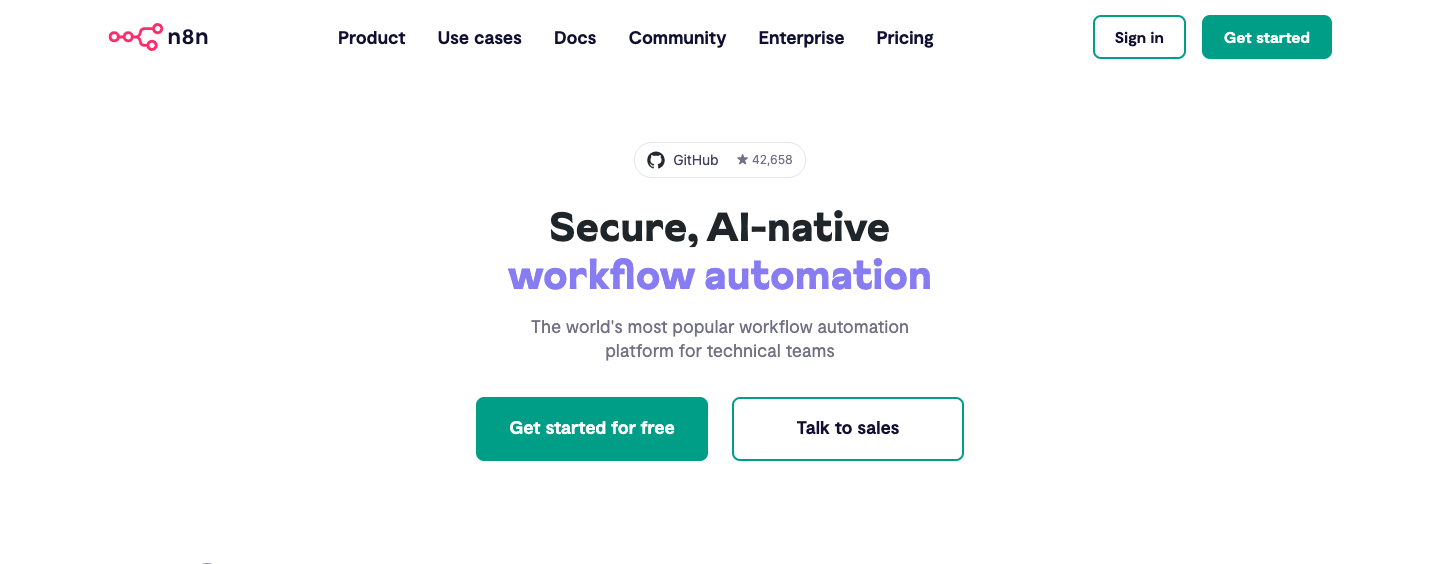 n8n
Product Use cases Docs Community Enterprise Pricing
Sign in
Get started
GitHub 42,658
Secure, AI-native
workflow automation
The world's most popular workflow automation
platform for technical teams
Get started for free
Talk to sales